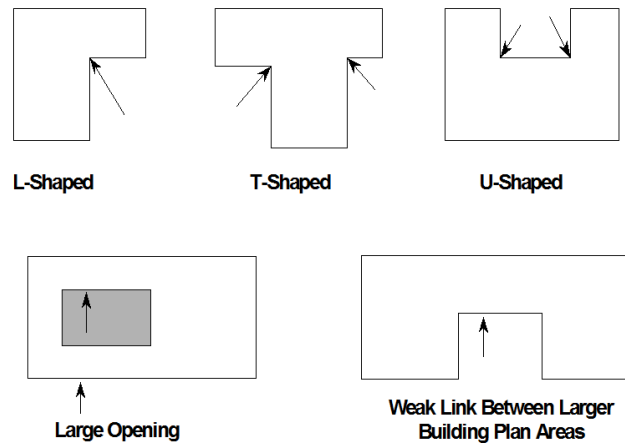 L-Shaped
T-Shaped
U-Shaped
Large Opening
Weak Link Between Larger
Building Plan Areas